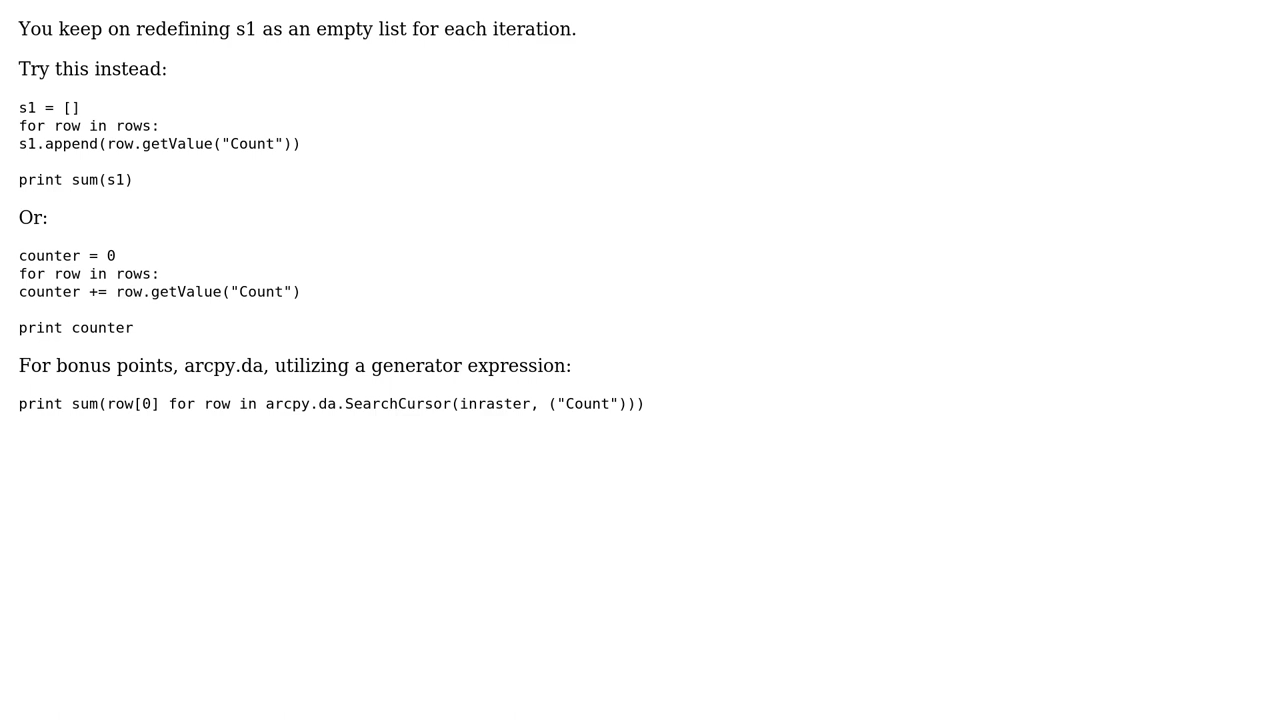 You keep on redefining s1 as an empty list for each iteration.
Try this instead:
s1 = []
for row in rows:
s1.append(row.getValue("Count"))
print sum(s1)
Or:
counter = 0
for row in rows:
counter += row.getValue("Count")
print counter
For bonus points, arcpy.da, utilizing a generator expression:
print sum(row[0] for row in arcpy.da.SearchCursor(inraster, ("Count")))